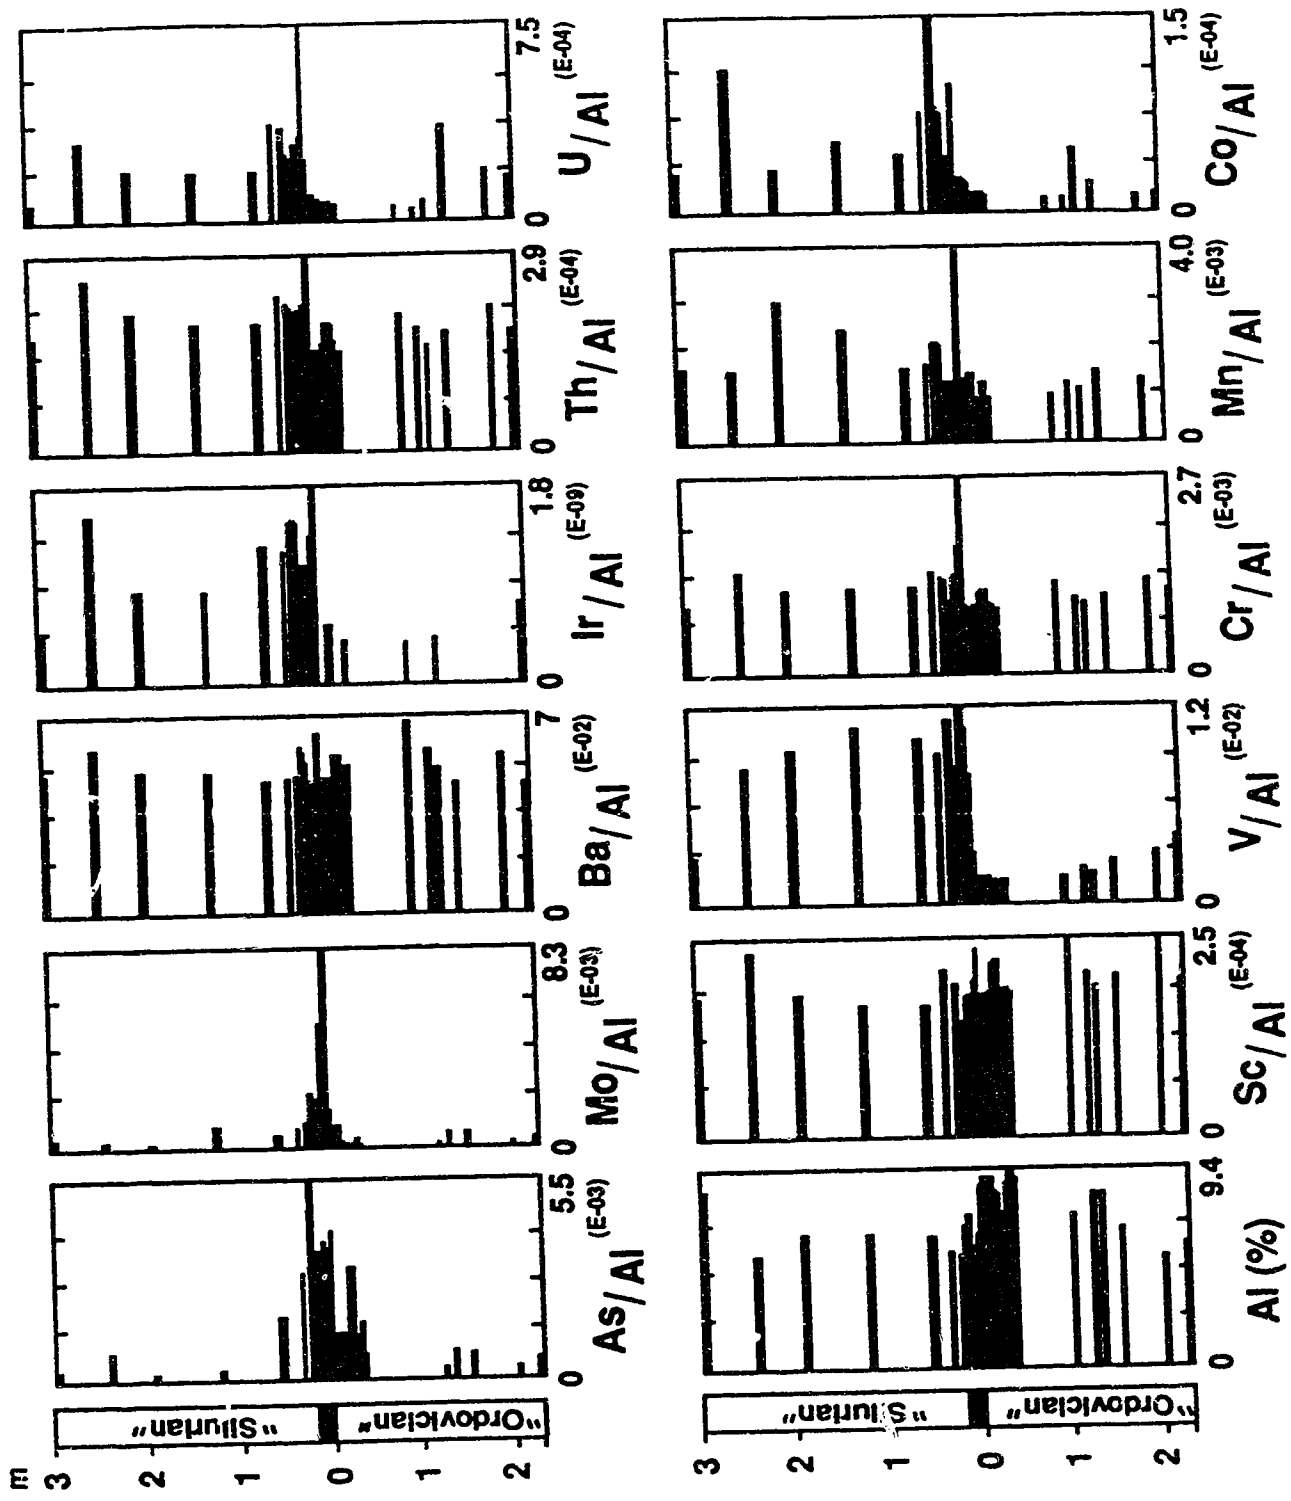 m
3
2
1
0
1
2
"Silurian"
"Ordovician"
As/Al (E-03)
0
5.5
Mo/Al (E-03)
0
8.3
Ba/Al (E-02)
0
7
Ir/Al (E-09)
0
1.8
Th/Al (E-04)
0
2.9
U/Al (E-04)
0
7.5
3
2
1
0
1
2
"Silurian"
"Ordovician"
Al (%)
0
9.4
Sc/Al (E-04)
0
2.5
V/Al (E-02)
0
1.2
Cr/Al (E-03)
0
2.7
Mn/Al (E-03)
0
4.0
Co/Al (E-04)
0
1.5